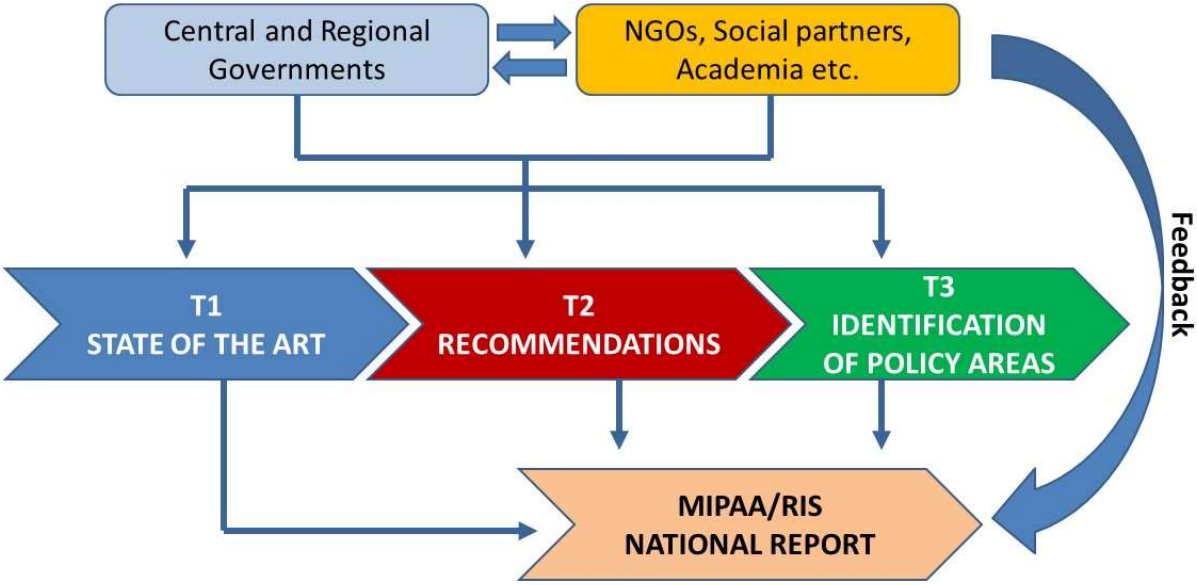 Central and Regional
Governments
NGOs, Social partners,
Academia etc.
Feedback
T1
STATE OF THE ART
T2
RECOMMENDATIONS
T3
IDENTIFICATION
OF POLICY AREAS
MIPAA/RIS
NATIONAL REPORT